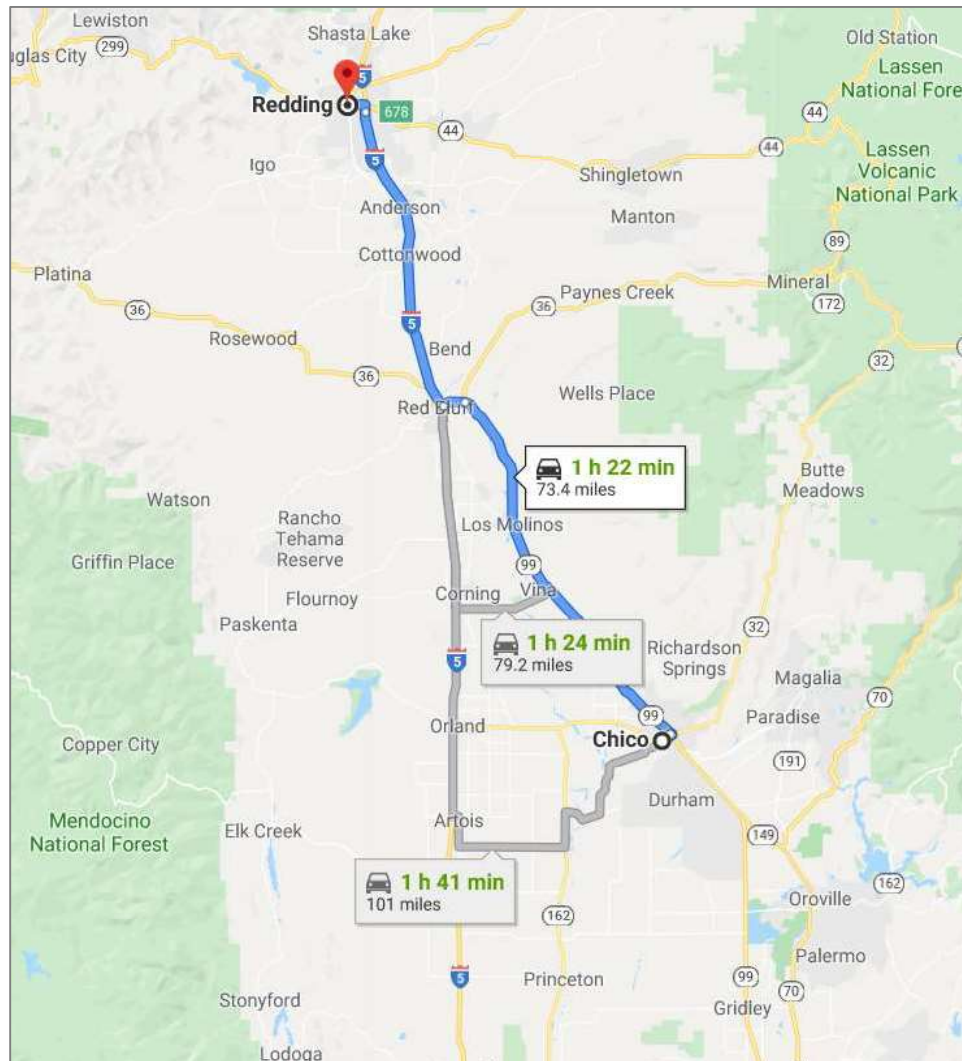 Lewiston
299
Shasta Lake
uglas City
5
Old Station
Redding
678
Lassen
National Fore
44
44
44
5
Igo
Shingletown
Lassen
Volcanic
National Park
Anderson
Manton
Cottonwood
89
Platina
Mineral
Paynes Creek
172
36
36
5
Rosewood
Bend
32
36
Wells Place
Red Bluff
1 h 22 min
73.4 miles
Butte
Meadows
Watson
Rancho
Tehama
Reserve
Los Molinos
Griffin Place
99
Corning
Vina
Flournoy
Paskenta
1 h 24 min
79.2 miles
32
Richardson
Springs
5
Magalia
70
Orland
99
Paradise
Chico
Copper City
191
Durham
Mendocino
National Forest
Artois
Elk Creek
149
1 h 41 min
101 miles
162
Oroville
162
Palermo
Princeton
5
99
70
Stonyford
Gridley
Lodoga